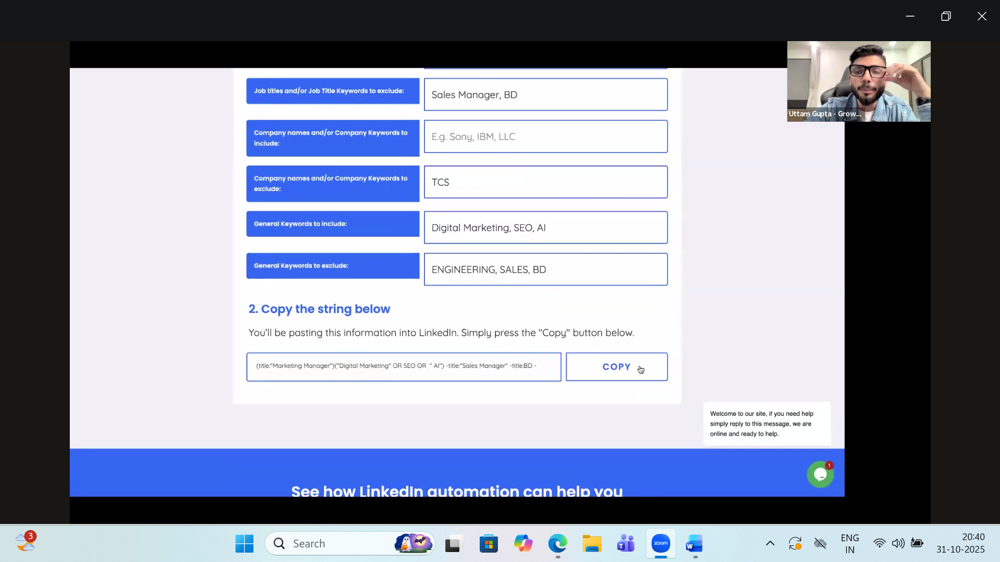 Job titles and/or Job Title Keywords to exclude:
Sales Manager, BD
Company names and/or Company Keywords to
include:
E.g. Sony, IBM, LLC
Company names and/or Company Keywords to
exclude:
TCS
General Keywords to include:
Digital Marketing, SEO, AI
General Keywords to exclude:
ENGINEERING, SALES, BD
2. Copy the string below
You'll be pasting this information into LinkedIn. Simply press the "Copy" button below.
(title:"Marketing Manager")("Digital Marketing" OR SEO OR " AI") -title:"Sales Manager" -title:BD -
COPY
Uttam Gupta - Grow...
Welcome to our site, if you need help
simply reply to this message, we are
online and ready to help.
1
See how LinkedIn automation can help you
3
Search
T
zoom
W
ENG
IN
20:40
31-10-2025